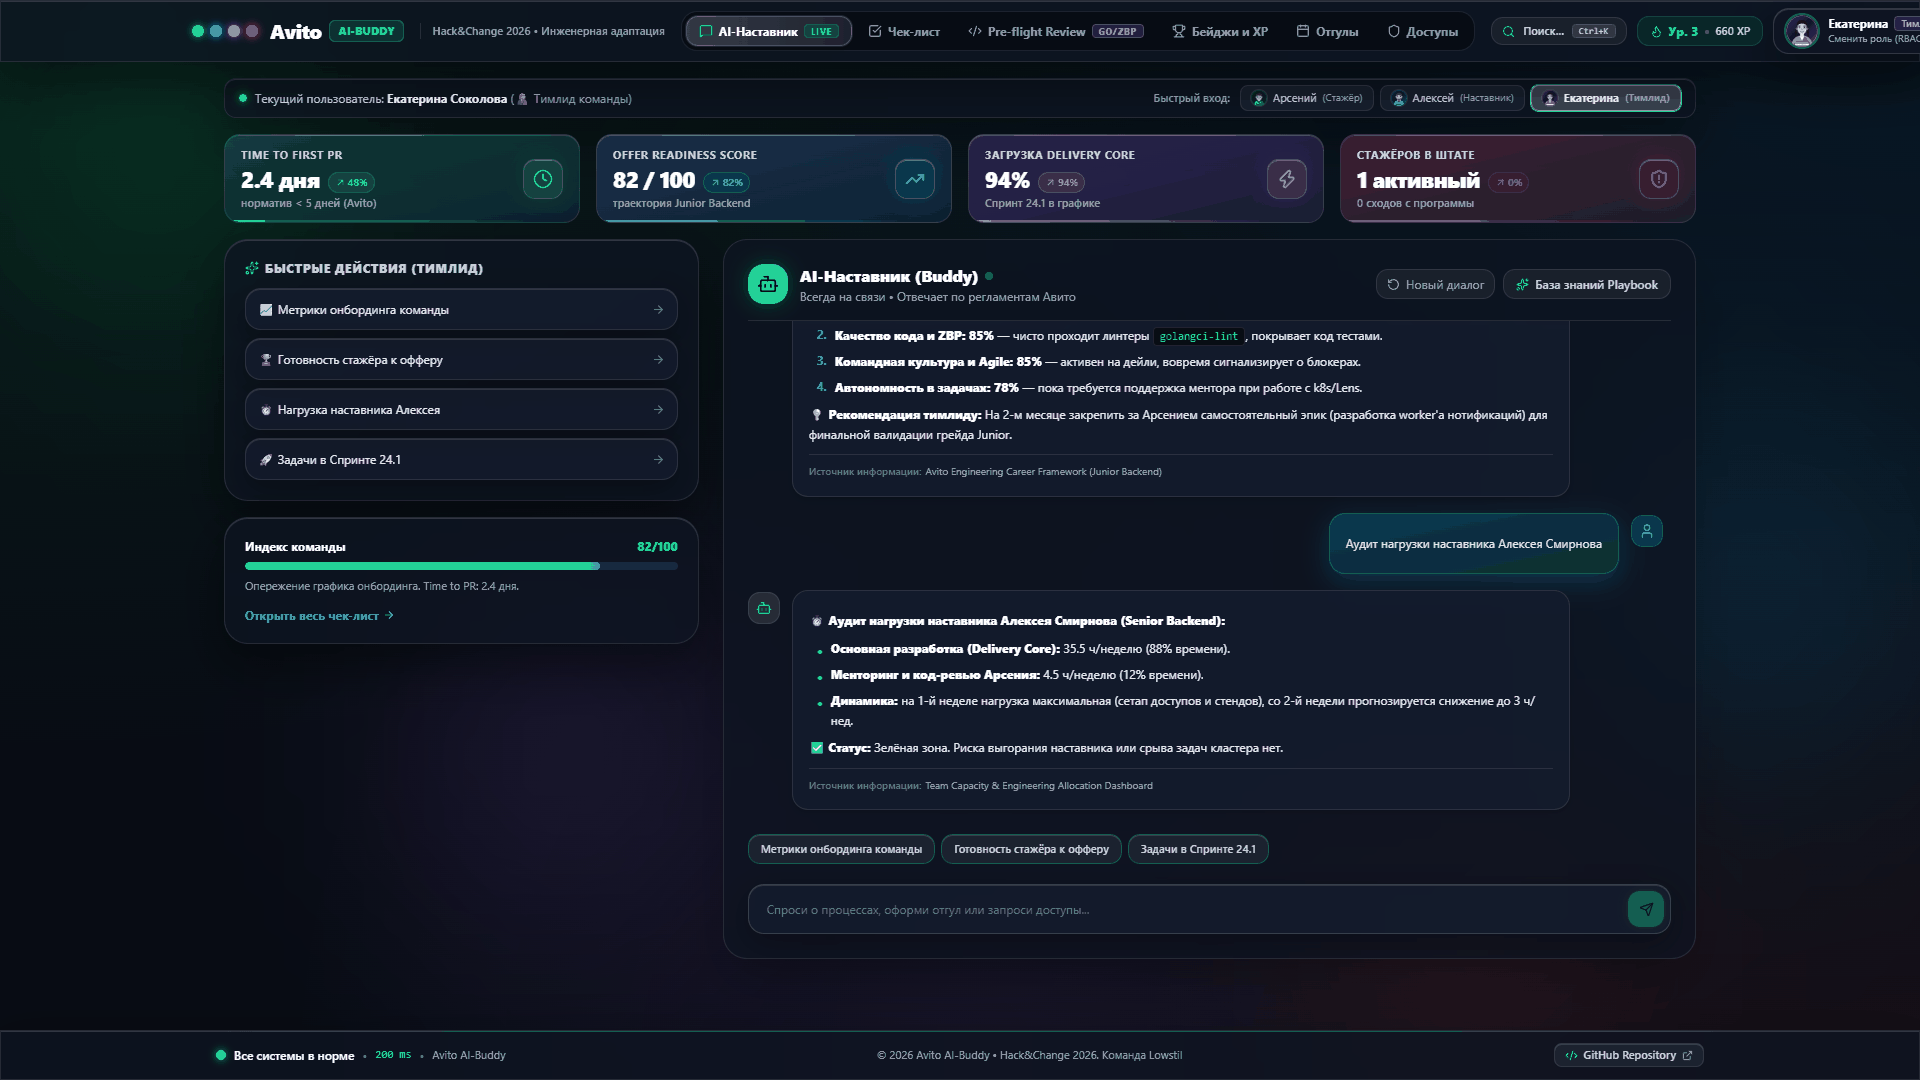 Avito AI-BUDDY
Hack&Change 2026 • Инженерная адаптация
AI-Наставник LIVE
Чек-лист
Pre-flight Review GO/ZBP
Бейджи и XP
Отгулы
Доступы
Поиск... Ctrl+K
Ур. 3 • 660 XP
Екатерина
Сменить роль (RBAC
Текущий пользователь: Екатерина Соколова ( Тимлид команды)
Быстрый вход:
Арсений (Стажёр)
Алексей (Наставник)
Екатерина (Тимлид)
TIME TO FIRST PR
2.4 дня ↗ 48%
норматив < 5 дней (Avito)
OFFER READINESS SCORE
82 / 100 ↗ 82%
траектория Junior Backend
ЗАГРУЗКА DELIVERY CORE
94% ↗ 94%
Спринт 24.1 в графике
СТАЖЁРОВ В ШТАТЕ
1 активный ↗ 0%
0 сходов с программы
БЫСТРЫЕ ДЕЙСТВИЯ (ТИМЛИД)
Метрики онбординга команды →
Готовность стажёра к офферу →
Нагрузка наставника Алексея →
Задачи в Спринте 24.1 →
Индекс команды 82/100
Опережение графика онбординга. Time to PR: 2.4 дня.
Открыть весь чек-лист →
AI-Наставник (Buddy)
Всегда на связи • Отвечает по регламентам Авито
Новый диалог
База знаний Playbook
2. Качество кода и ZBP: 85% — чисто проходит линтеры golangci-lint, покрывает код тестами.
3. Командная культура и Agile: 85% — активен на дейли, вовремя сигнализирует о блокерах.
4. Автономность в задачах: 78% — пока требуется поддержка ментора при работе с k8s/Lens.
Рекомендация тимлиду: На 2-м месяце закрепить за Арсением самостоятельный эпик (разработка worker'а нотификаций) для
финальной валидации грейда Junior.
Источник информации: Avito Engineering Career Framework (Junior Backend)
Аудит нагрузки наставника Алексея Смирнова
Аудит нагрузки наставника Алексея Смирнова (Senior Backend):
• Основная разработка (Delivery Core): 35.5 ч/неделю (88% времени).
• Менторинг и код-ревью Арсения: 4.5 ч/неделю (12% времени).
• Динамика: на 1-й неделе нагрузка максимальная (сетап доступов и стендов), со 2-й недели прогнозируется снижение до 3 ч/
нед.
✅ Статус: Зелёная зона. Риска выгорания наставника или срыва задач кластера нет.
Источник информации: Team Capacity & Engineering Allocation Dashboard
Метрики онбординга команды
Готовность стажёра к офферу
Задачи в Спринте 24.1
Спроси о процессах, оформи отгул или запроси доступы...
Все системы в норме • 200 ms • Avito AI-Buddy
© 2026 Avito AI-Buddy • Hack&Change 2026. Команда Lowstil
GitHub Repository